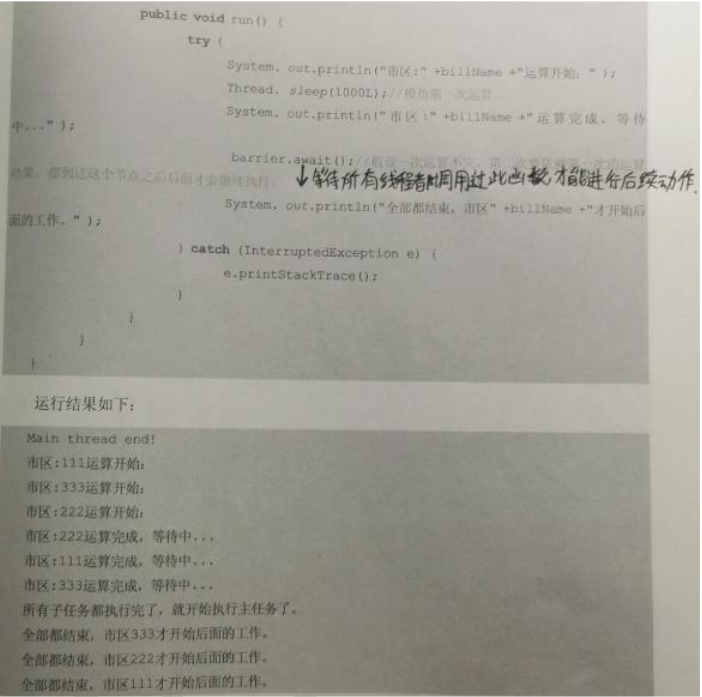 public void run() {
try {
System. out.println("市区:" +billName +"运算开始：" );
Thread. sleep(1000L);//模仿第一次运算
System. out.println("市区:" +billName +"运算完成，等待
中..." );
barrier.await();//假设一次运算不完，第二次要依赖第一次的运算
结果。都到达这个节点之后后面才会继续执行。
↓等待所有线程都调用过此函数才能进行后续动作.
System. out.println("全部都结束，市区" +billName +"才开始后
面的工作。" );
} catch (InterruptedException e) {
e.printStackTrace();
}
}
}
}
运行结果如下：
Main thread end!
市区:111运算开始：
市区:333运算开始：
市区:222运算开始：
市区:222运算完成，等待中...
市区:111运算完成，等待中...
市区:333运算完成，等待中...
所有子任务都执行完了，就开始执行主任务了。
全部都结束，市区333才开始后面的工作。
全部都结束，市区222才开始后面的工作。
全部都结束，市区111才开始后面的工作。